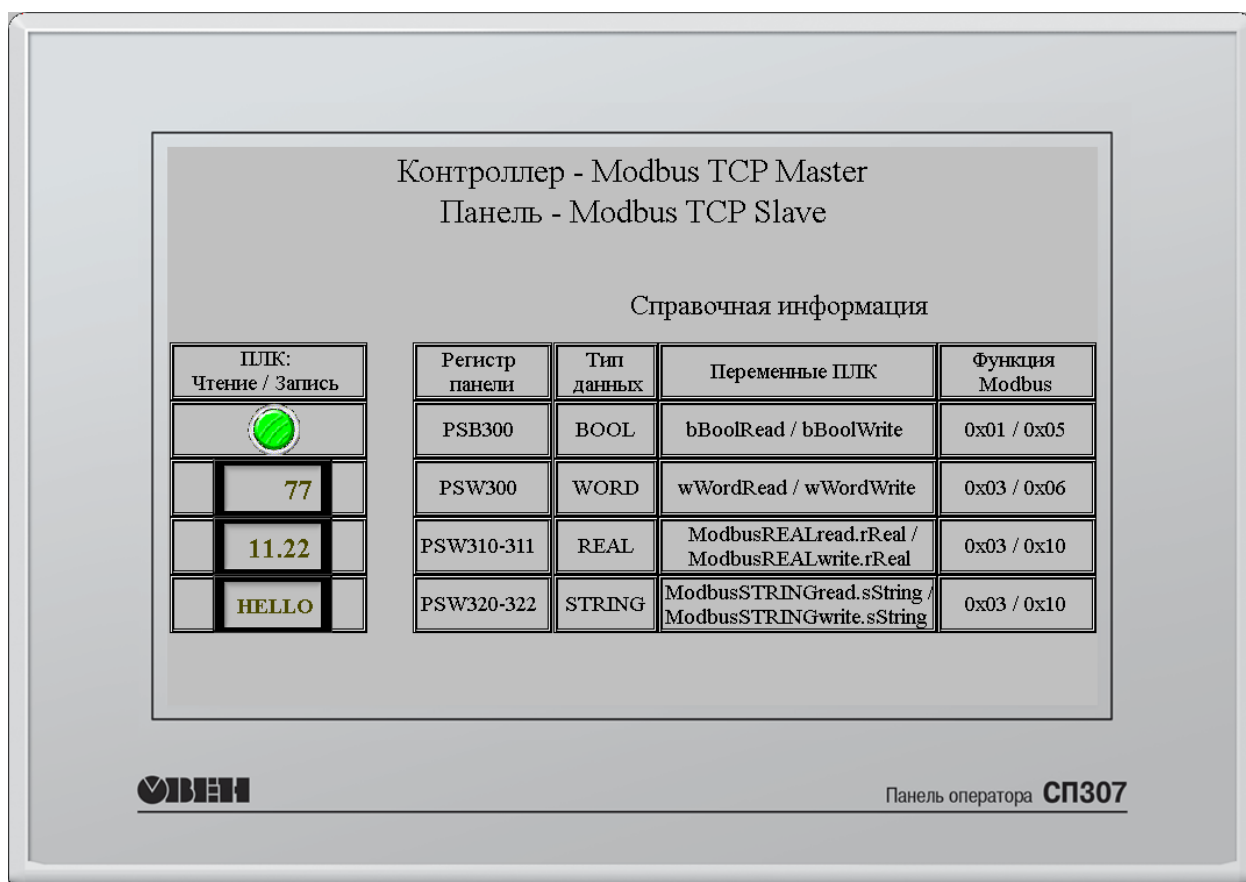 Контроллер - Modbus TCP Master
Панель - Modbus TCP Slave
Справочная информация
ПЛК:
Чтение / Запись
Регистр
панели
Тип
данных
Переменные ПЛК
Функция
Modbus
PSB300
BOOL
bBoolRead / bBoolWrite
0x01 / 0x05
77
PSW300
WORD
wWordRead / wWordWrite
0x03 / 0x06
11.22
PSW310-311
REAL
ModbusREALread.rReal /
ModbusREALwrite.rReal
0x03 / 0x10
HELLO
PSW320-322
STRING
ModbusSTRINGread.sString /
ModbusSTRINGwrite.sString
0x03 / 0x10
ОВЕН
Панель оператора СП307